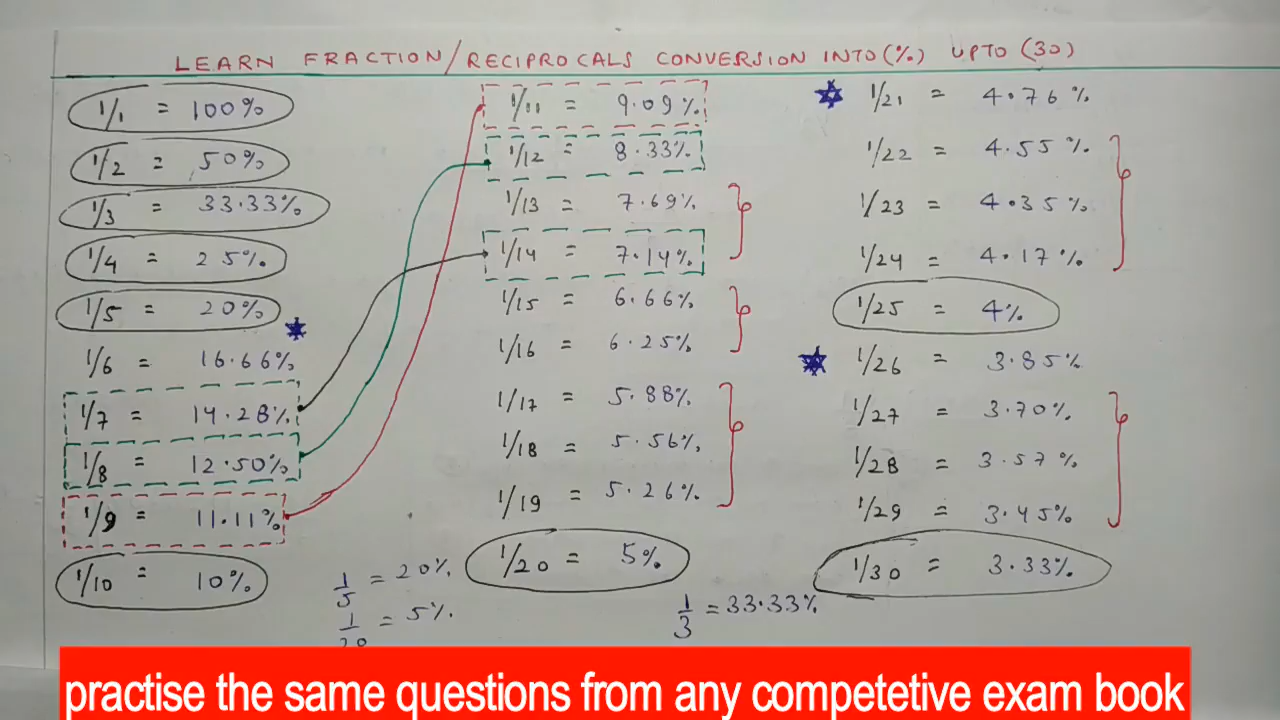 LEARN FRACTION/RECIPROCALS CONVERSION INTO(%) UPTO (30)
1/1 = 100%
1/2 = 50%
1/3 = 33.33%
1/4 = 25%
1/5 = 20%
1/6 = 16.66%
1/7 = 14.28%
1/8 = 12.50%
1/9 = 11.11%
1/10 = 10%
1/11 = 9.09%
1/12 = 8.33%
1/13 = 7.69%
1/14 = 7.14%
1/15 = 6.66%
1/16 = 6.25%
1/17 = 5.88%
1/18 = 5.56%
1/19 = 5.26%
1/20 = 5%
1/21 = 4.76%
1/22 = 4.55%
1/23 = 4.35%
1/24 = 4.17%
1/25 = 4%
1/26 = 3.85%
1/27 = 3.70%
1/28 = 3.57%
1/29 = 3.45%
1/30 = 3.33%
1/5 = 20%
1/20 = 5%
1/3 = 33.33%
practise the same questions from any competetive exam book